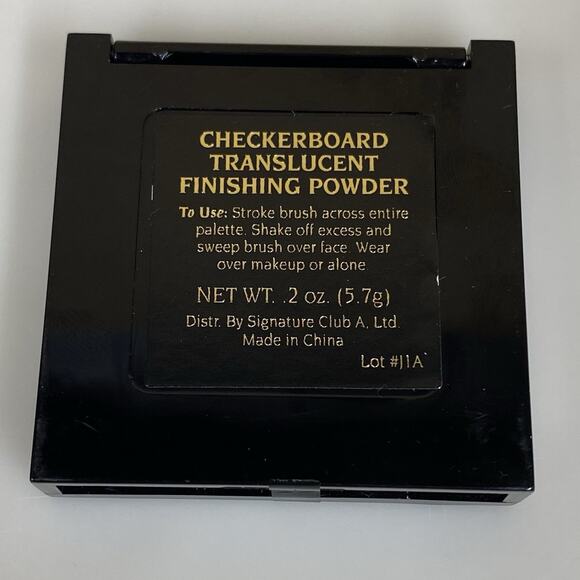 CHECKERBOARD
TRANSLUCENT
FINISHING POWDER
To Use: Stroke brush across entire
palette. Shake off excess and
sweep brush over face. Wear
over makeup or alone.
NET WT. .2 oz. (5.7g)
Distr. By Signature Club A, Ltd.
Made in China
Lot #J1A